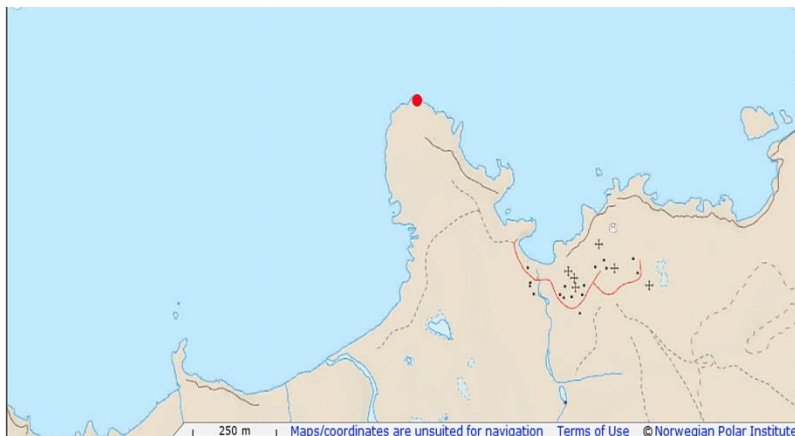 250 m Maps/coordinates are unsuited for navigation Terms of Use ©Norwegian Polar Institute